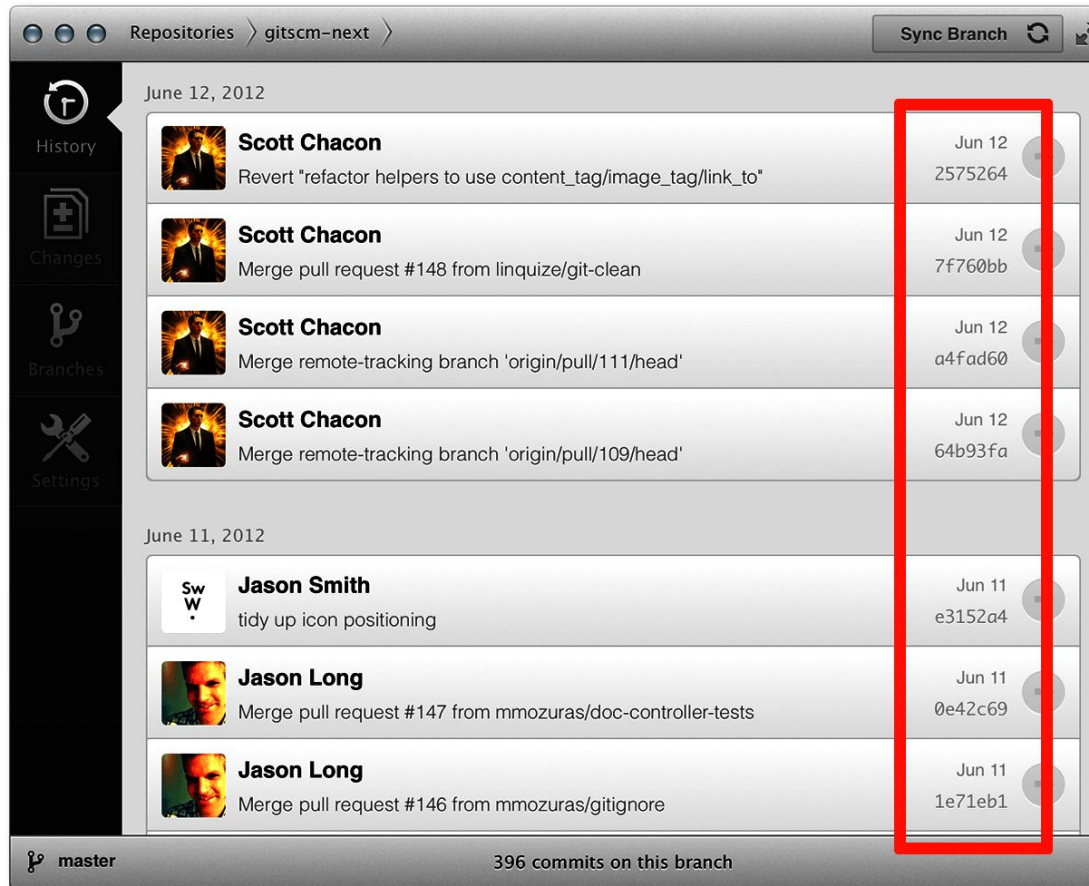 Repositories gitscm-next Sync Branch
History
Changes
Branches
Settings
June 12, 2012
Scott Chacon Jun 12
Revert "refactor helpers to use content_tag/image_tag/link_to" 2575264
Scott Chacon Jun 12
Merge pull request #148 from linquize/git-clean 7f760bb
Scott Chacon Jun 12
Merge remote-tracking branch 'origin/pull/111/head' a4fad60
Scott Chacon Jun 12
Merge remote-tracking branch 'origin/pull/109/head' 64b93fa
June 11, 2012
SW
W
Jason Smith Jun 11
tidy up icon positioning e3152a4
Jason Long Jun 11
Merge pull request #147 from mmozuras/doc-controller-tests 0e42c69
Jason Long Jun 11
Merge pull request #146 from mmozuras/gitignore 1e71eb1
master 396 commits on this branch